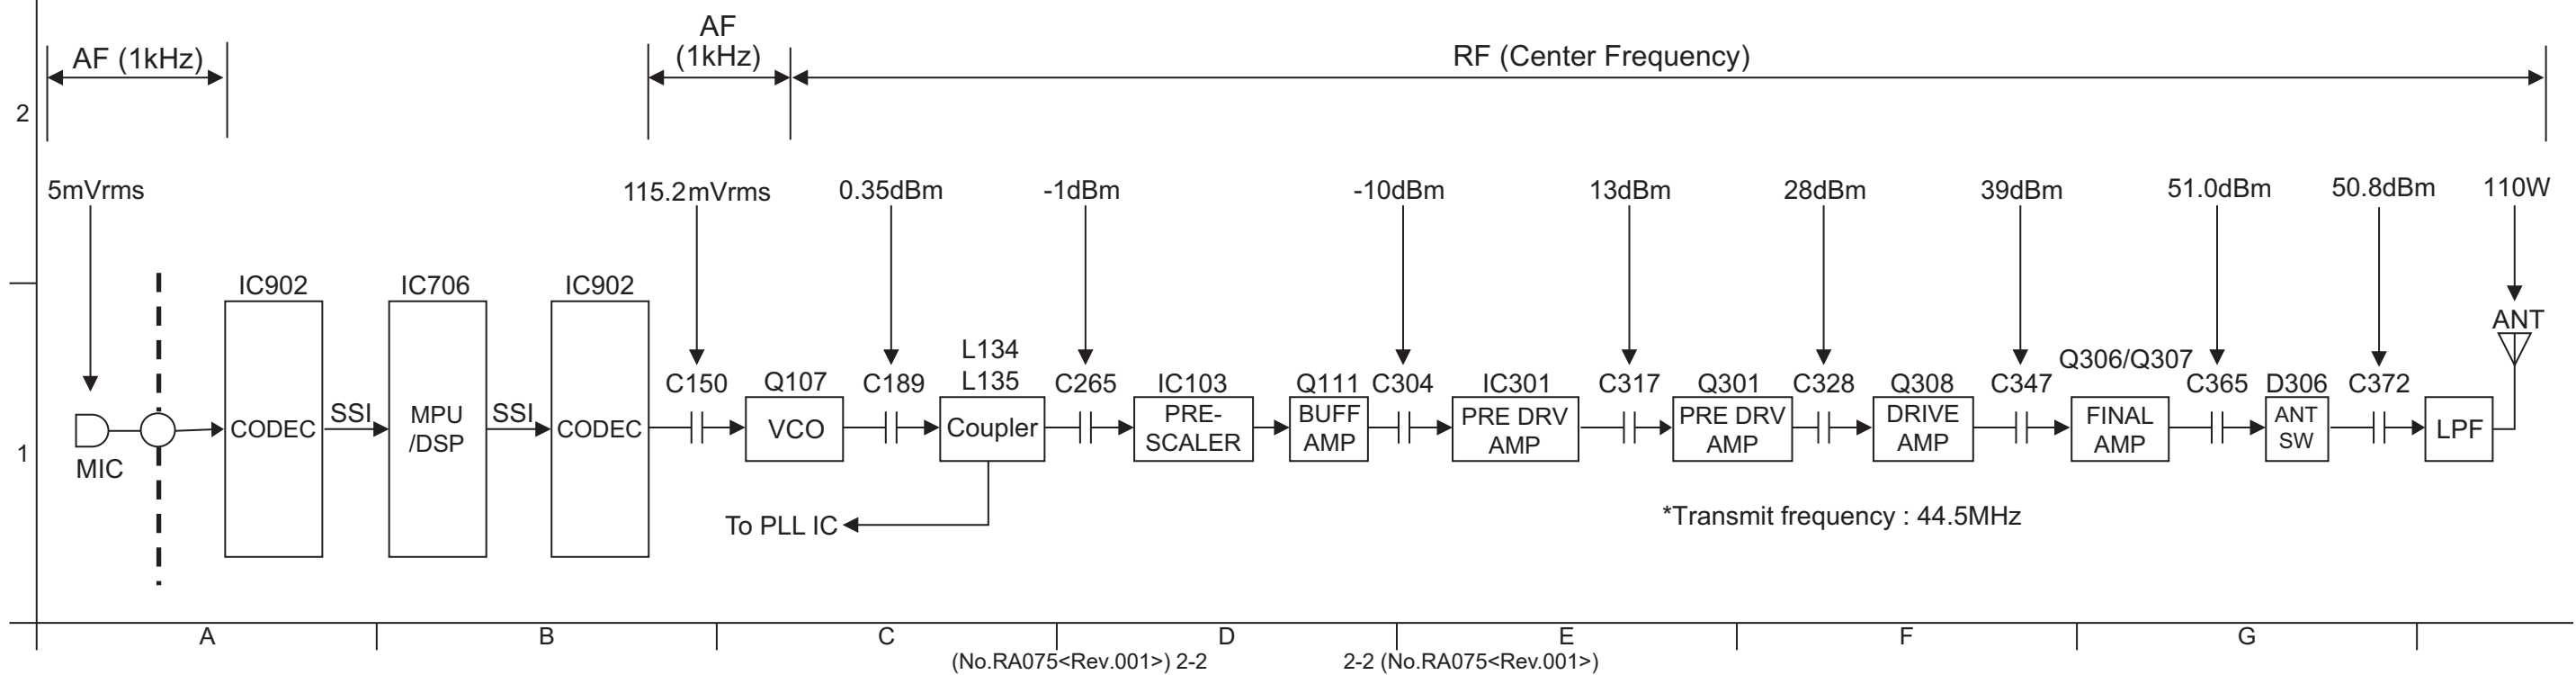 AF (1kHz)
AF
(1kHz)
RF (Center Frequency)
2
5mVrms
115.2mVrms
0.35dBm
-1dBm
-10dBm
13dBm
28dBm
39dBm
51.0dBm
50.8dBm
110W
IC902
IC706
IC902
ANT
L134
L135
Q306/Q307
C150
Q107
C189
C265
IC103
Q111
C304
IC301
C317
Q301
C328
Q308
C347
C365
D306
C372
1
MIC
CODEC
SSI
MPU
/DSP
SSI
CODEC
VCO
Coupler
PRE-
SCALER
BUFF
AMP
PRE DRV
AMP
PRE DRV
AMP
DRIVE
AMP
FINAL
AMP
ANT
SW
LPF
To PLL IC
*Transmit frequency : 44.5MHz
A
B
C
D
E
F
G
(No.RA075<Rev.001>) 2-2
2-2 (No.RA075<Rev.001>)